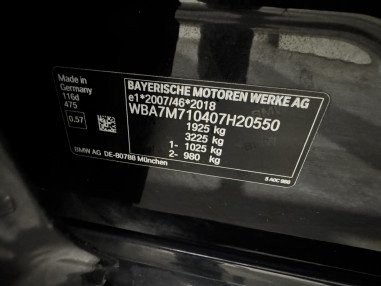 Made in
Germany
116d
475
0.57
BMW AG DE-80788 München
BAYERISCHE MOTOREN WERKE AG
e1*2007/46*2018
WBA7M710407H20550
1925 kg
3225 kg
1- 1025 kg
2- 980 kg